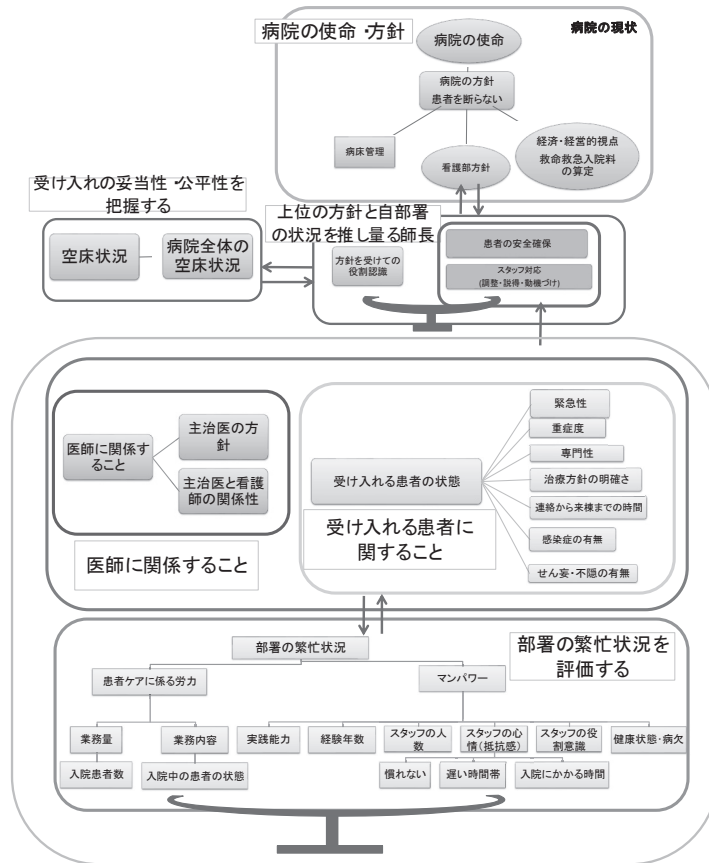 病院の使命・方針
病院の現状
病院の使命
病院の方針
患者を断らない
病床管理
看護部方針
経済・経営的視点
救命救急入院料
の算定
受け入れの妥当性・公平性を
把握する
空床状況
病院全体の
空床状況
上位の方針と自部署
の状況を推し量る師長
方針を受けての
役割認識
患者の安全確保
スタッフ対応
(調整・説得・動機づけ)
医師に関係す
ること
主治医の方
針
主治医と看護
師の関係性
医師に関係すること
受け入れる患者の状態
受け入れる患者に
関すること
緊急性
重症度
専門性
治療方針の明確さ
連絡から来棟までの時間
感染症の有無
せん妄・不隠の有無
部署の繁忙状況
部署の繁忙状況を
評価する
患者ケアに係る労力
マンパワー
業務量
業務内容
実践能力
経験年数
スタッフの人
数
スタッフの心
情(抵抗感)
スタッフの役
割意識
健康状態・病欠
入院患者数
入院中の患者の状態
慣れない
遅い時間帯
入院にかかる時間